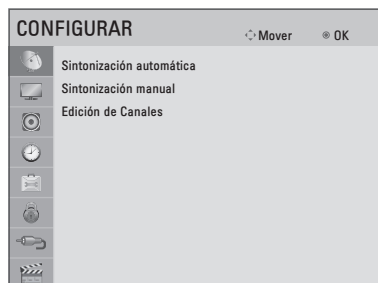 CONFIGURAR
Mover OK
Sintonización automática
Sintonización manual
Edición de Canales